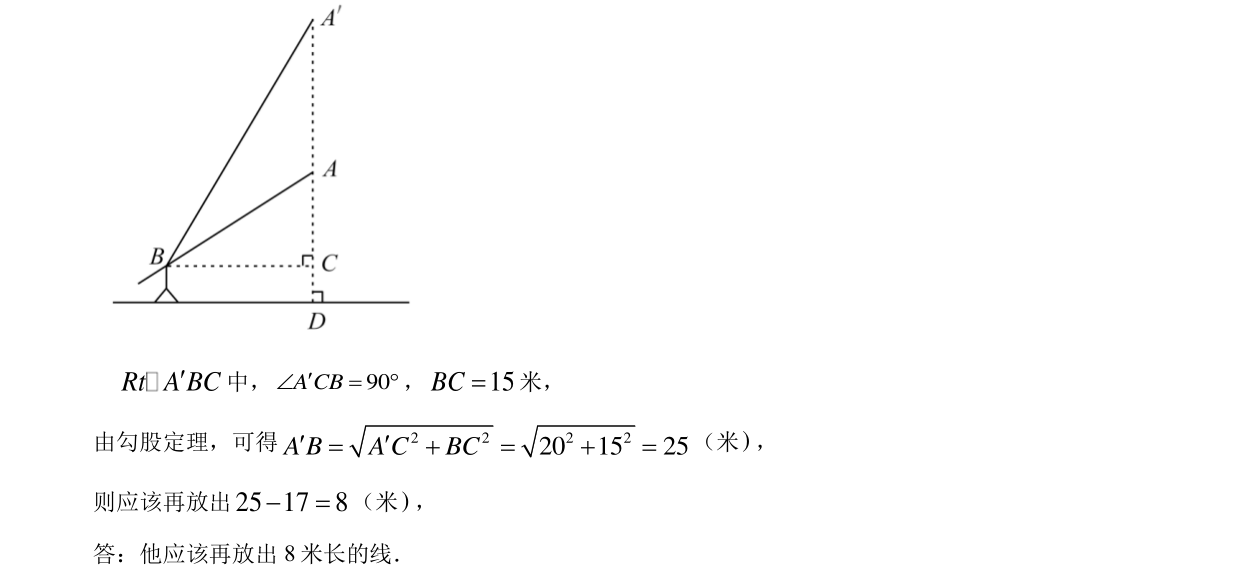 A′
A
B
C
D
Rt□ A′BC 中，∠A′CB = 90°，BC = 15 米，
由勾股定理，可得 A′B = √(A′C² + BC²) = √(20² + 15²) = 25（米），
则应该再放出 25 − 17 = 8（米），
答：他应该再放出 8 米长的线．